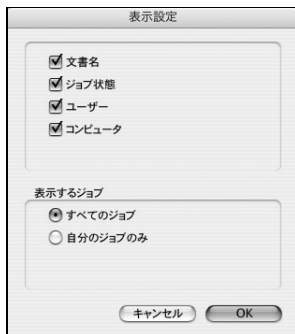 表示設定
文書名
ジョブ状態
ユーザー
コンピュータ
表示するジョブ
すべてのジョブ
自分のジョブのみ
キャンセル OK